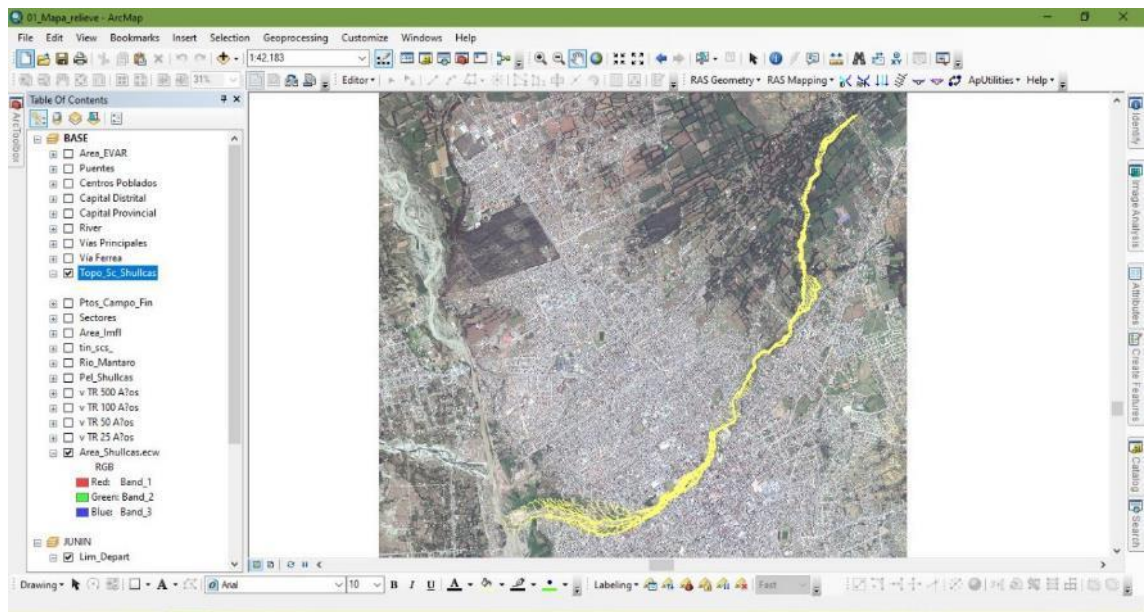 01_Mapa_relieve - ArcMap
File Edit View Bookmarks Insert Selection Geoprocessing Customize Windows Help
1:42,183
31% Editor RAS Geometry RAS Mapping ApUtilities Help
Table Of Contents
ArcToolbox
BASE
Area_EVAR
Puentes
Centros Poblados
Capital Distrital
Capital Provincial
River
Vías Principales
Vía Ferrea
Topo_Sc_Shullcas
Ptos_Campo_Fin
Sectores
Area_Imfl
tin_scs_
Rio_Mantaro
Pel_Shullcas
v TR 500 A?os
v TR 100 A?os
v TR 50 A?os
v TR 25 A?os
Area_Shullcas.ecw
RGB
Red: Band_1
Green: Band_2
Blue: Band_3
JUNIN
Lim_Depart
Identify
Image Analysis
Attributes
Create Features
Catalog
Search
Drawing A Arial 10 B I U A Labeling Fast